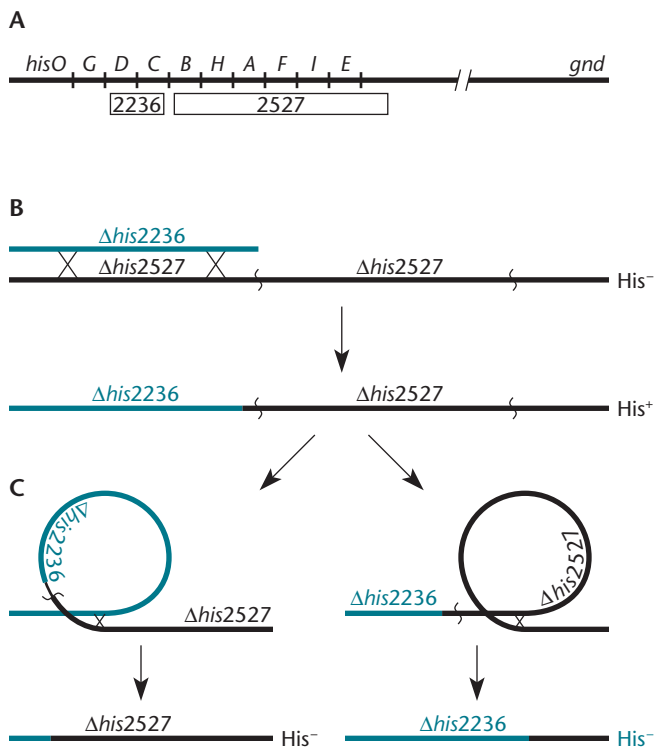 A
hisO G D C B H A F I E gnd
2236 2527
B
Δhis2236
Δhis2527 Δhis2527 His⁻
Δhis2236 Δhis2527 His⁺
C
Δhis2236 Δhis2527
Δhis2236 Δhis2527
Δhis2527 His⁻ Δhis2236 His⁻